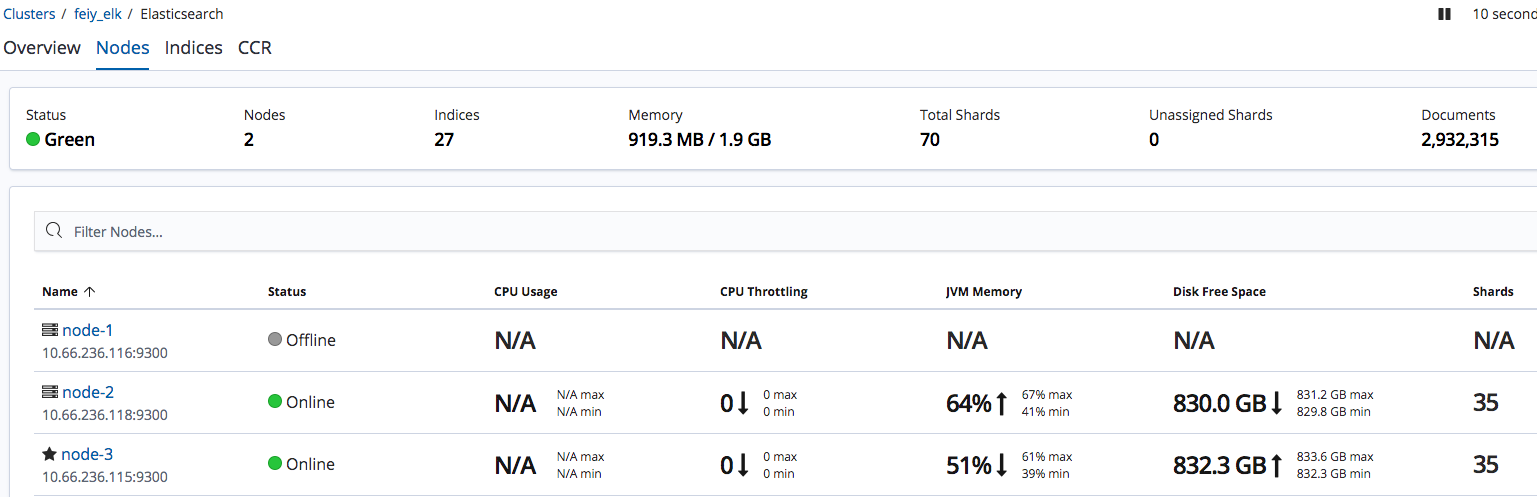 Clusters / feiy_elk / Elasticsearch
10 second
Overview Nodes Indices CCR
Status Nodes Indices Memory Total Shards Unassigned Shards Documents
Green 2 27 919.3 MB / 1.9 GB 70 0 2,932,315
Filter Nodes...
Name ↑ Status CPU Usage CPU Throttling JVM Memory Disk Free Space Shards
node-1
10.66.236.116:9300
Offline N/A N/A N/A N/A N/A
node-2
10.66.236.118:9300
Online
N/A N/A max
N/A min
0↓ 0 max
0 min
64%↑ 67% max
41% min
830.0 GB↓ 831.2 GB max
829.8 GB min
35
node-3
10.66.236.115:9300
Online
N/A N/A max
N/A min
0↓ 0 max
0 min
51%↓ 61% max
39% min
832.3 GB↑ 833.6 GB max
832.3 GB min
35